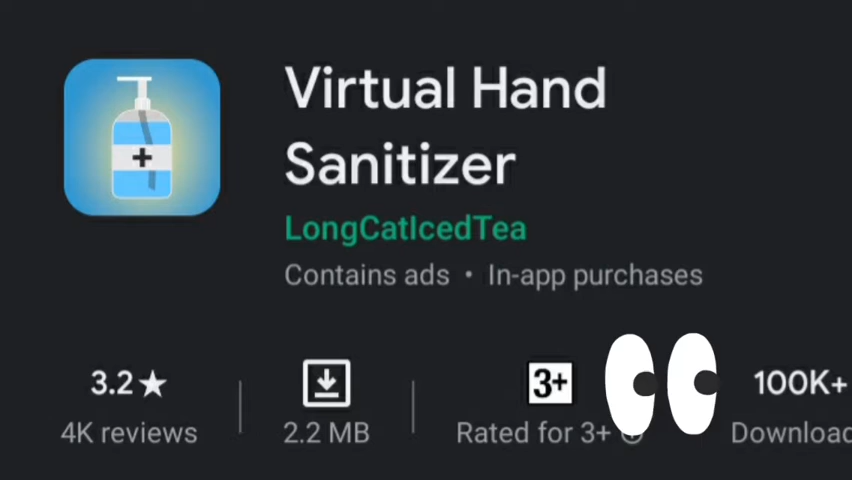 Virtual Hand
Sanitizer
LongCatIcedTea
Contains ads • In-app purchases
3.2★
3+
100K+
4K reviews
2.2 MB
Rated for 3+